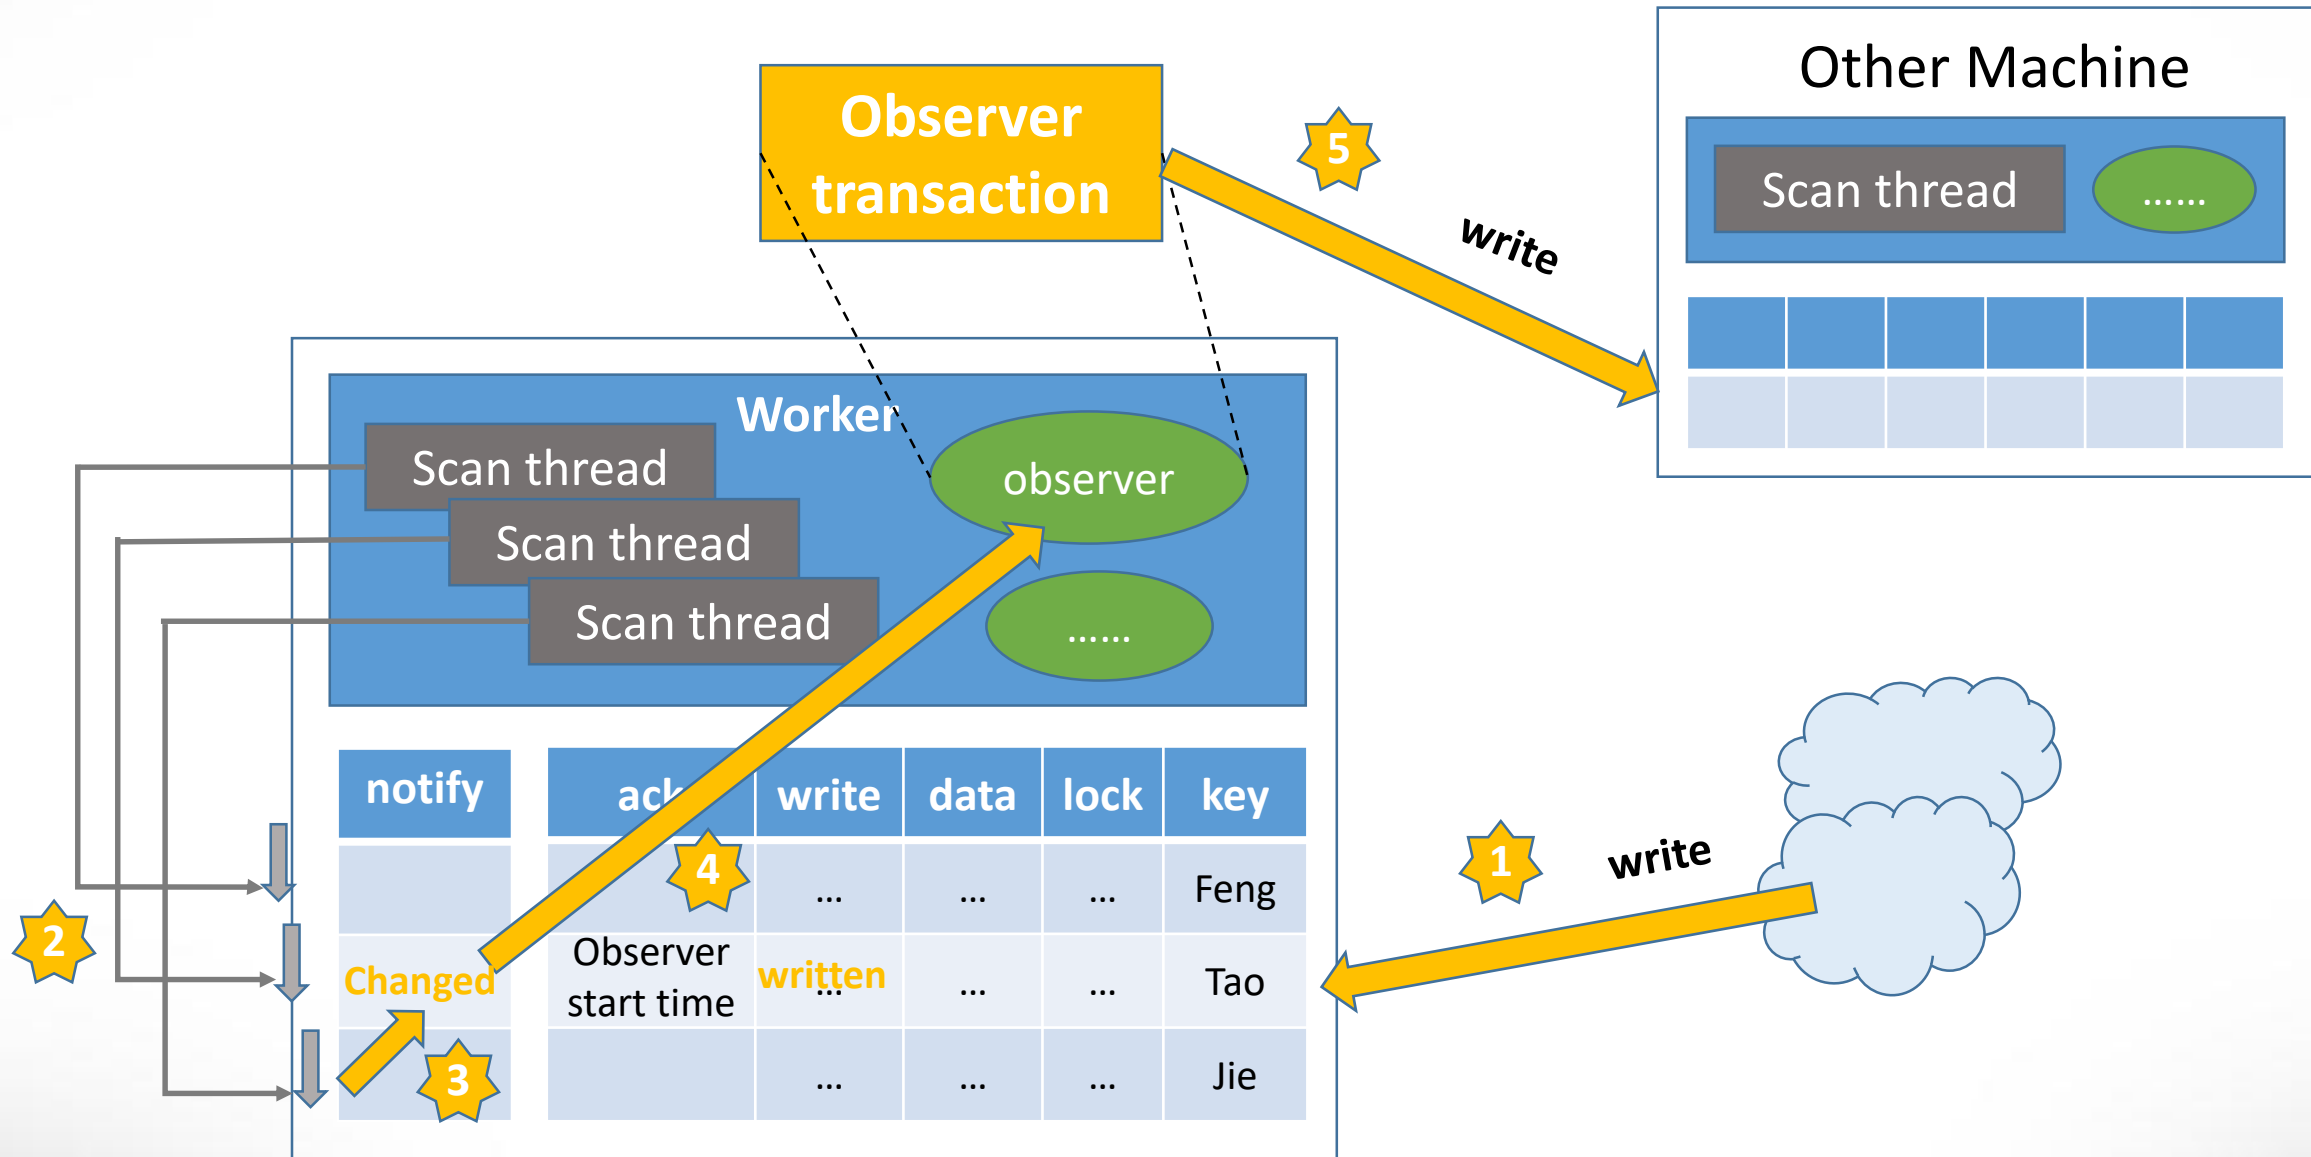 Other Machine
Observer
transaction
5
Scan thread
......
write
Worker
Scan thread
observer
Scan thread
Scan thread
......
notify
ack write data lock key
4
1
write
... ... ... Feng
2
Changed
Observer
start time
written
... ... ... Tao
3
... ... ... Jie